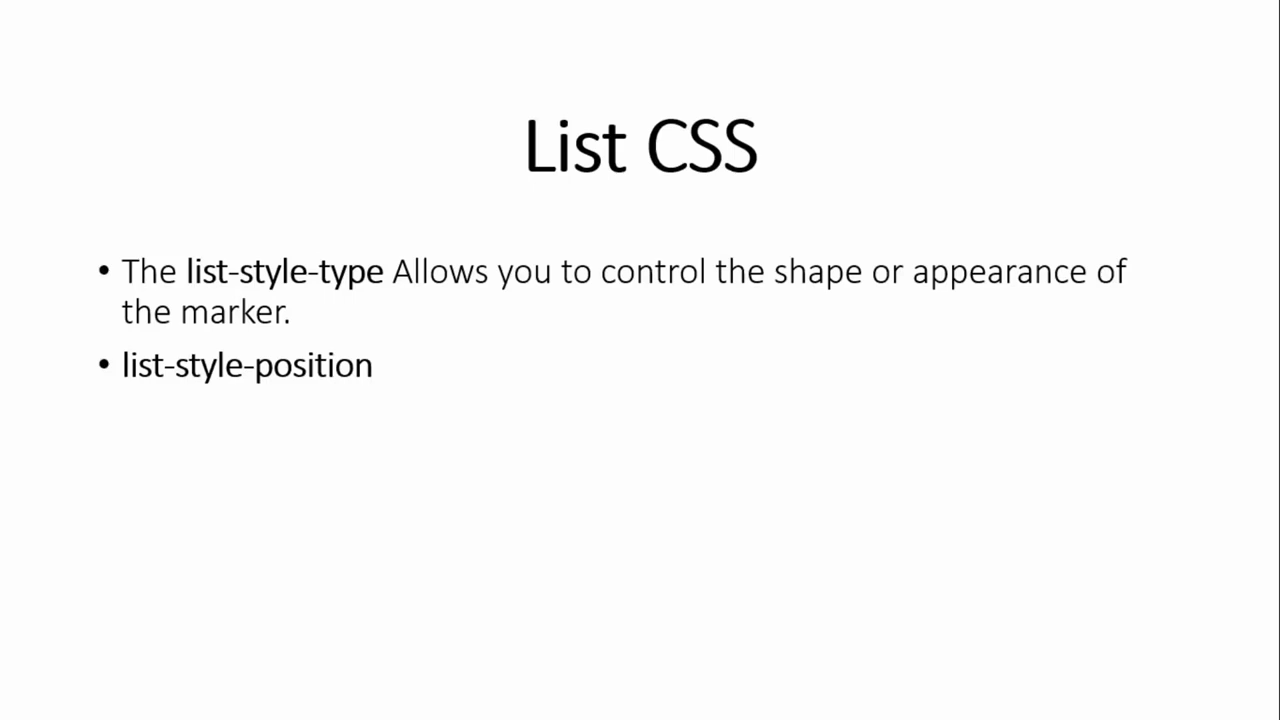 List CSS
• The list-style-type Allows you to control the shape or appearance of
the marker.
• list-style-position